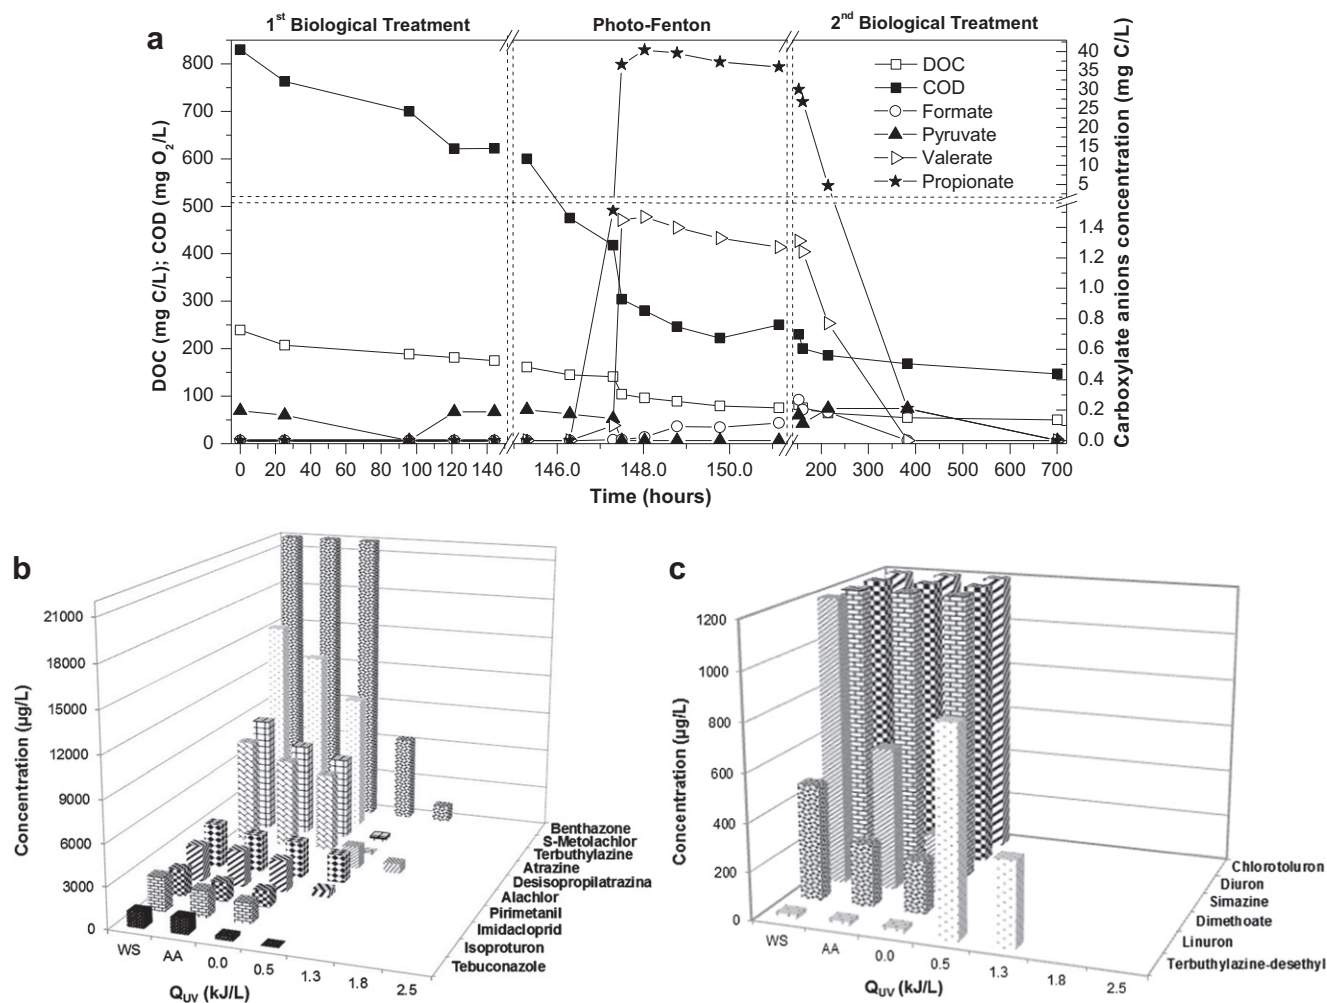 a
1st Biological Treatment
Photo-Fenton
2nd Biological Treatment
DOC (mg C/L); COD (mg O2/L)
800
700
600
500
400
300
200
100
0
DOC
COD
Formate
Pyruvate
Valerate
Propionate
40
35
30
25
20
15
10
5
1.4
1.2
1.0
0.8
0.6
0.4
0.2
0.0
Carboxylate anions concentration (mg C/L)
0 20 40 60 80 100 120 140 146.0 148.0 150.0 200 300 400 500 600 700
Time (hours)
b
Concentration (µg/L)
21000
18000
15000
12000
9000
6000
3000
0
WS AA 0.0 0.5 1.3 1.8 2.5
QUV (kJ/L)
Benthazone
S-Metolachlor
Terbuthylazine
Atrazine
Desisopropilatrazina
Alachlor
Pirimetanil
Imidacloprid
Isoproturon
Tebuconazole
c
Concentration (µg/L)
1200
1000
800
600
400
200
0
WS AA 0.0 0.5 1.3 1.8 2.5
QUV (kJ/L)
Chlorotoluron
Diuron
Simazine
Dimethoate
Linuron
Terbuthylazine-desethyl